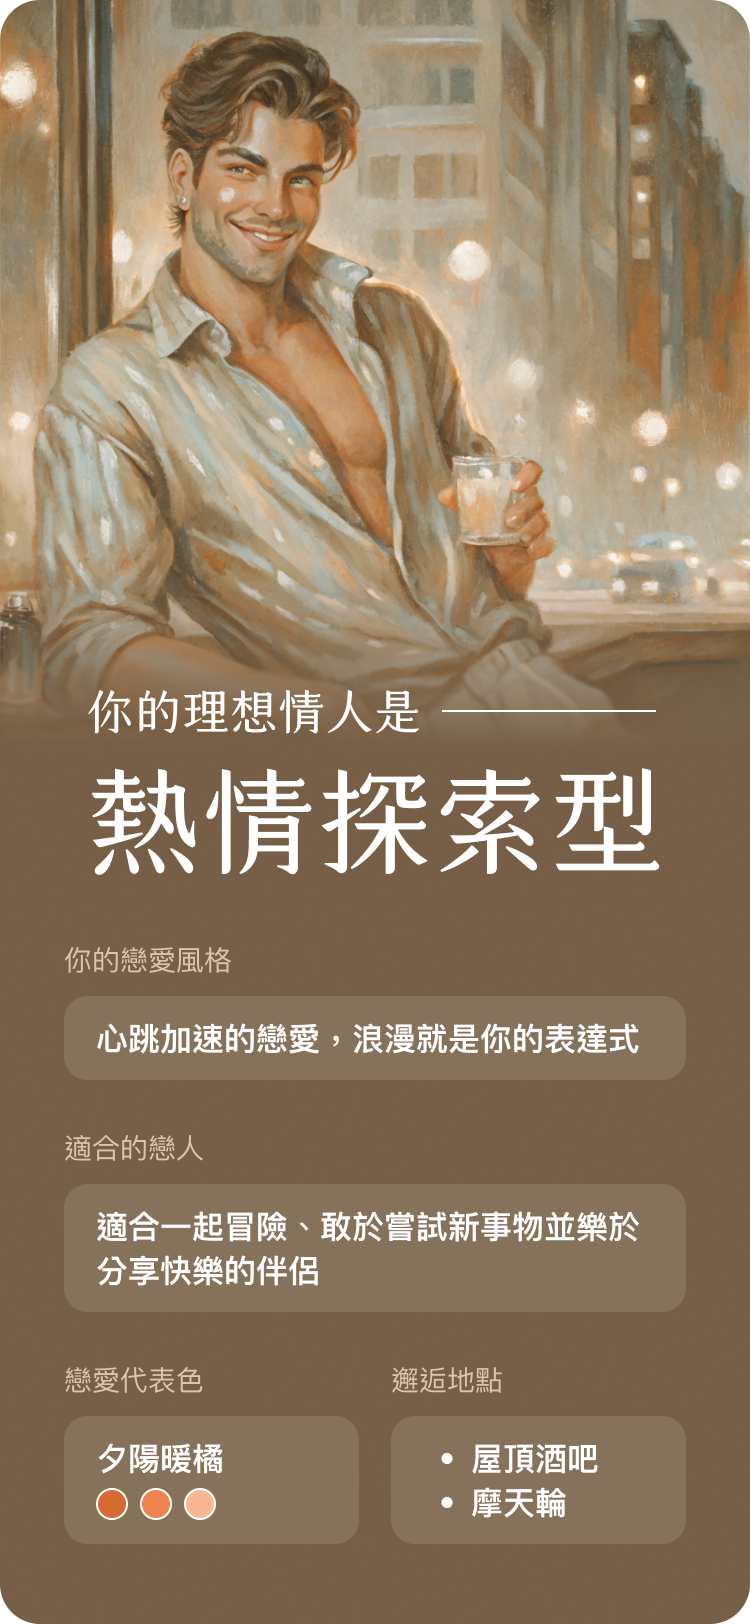 你的理想情人是
熱情探索型
你的戀愛風格
心跳加速的戀愛，浪漫就是你的表達式
適合的戀人
適合一起冒險、敢於嘗試新事物並樂於
分享快樂的伴侶
戀愛代表色
夕陽暖橘
邂逅地點
• 屋頂酒吧
• 摩天輪